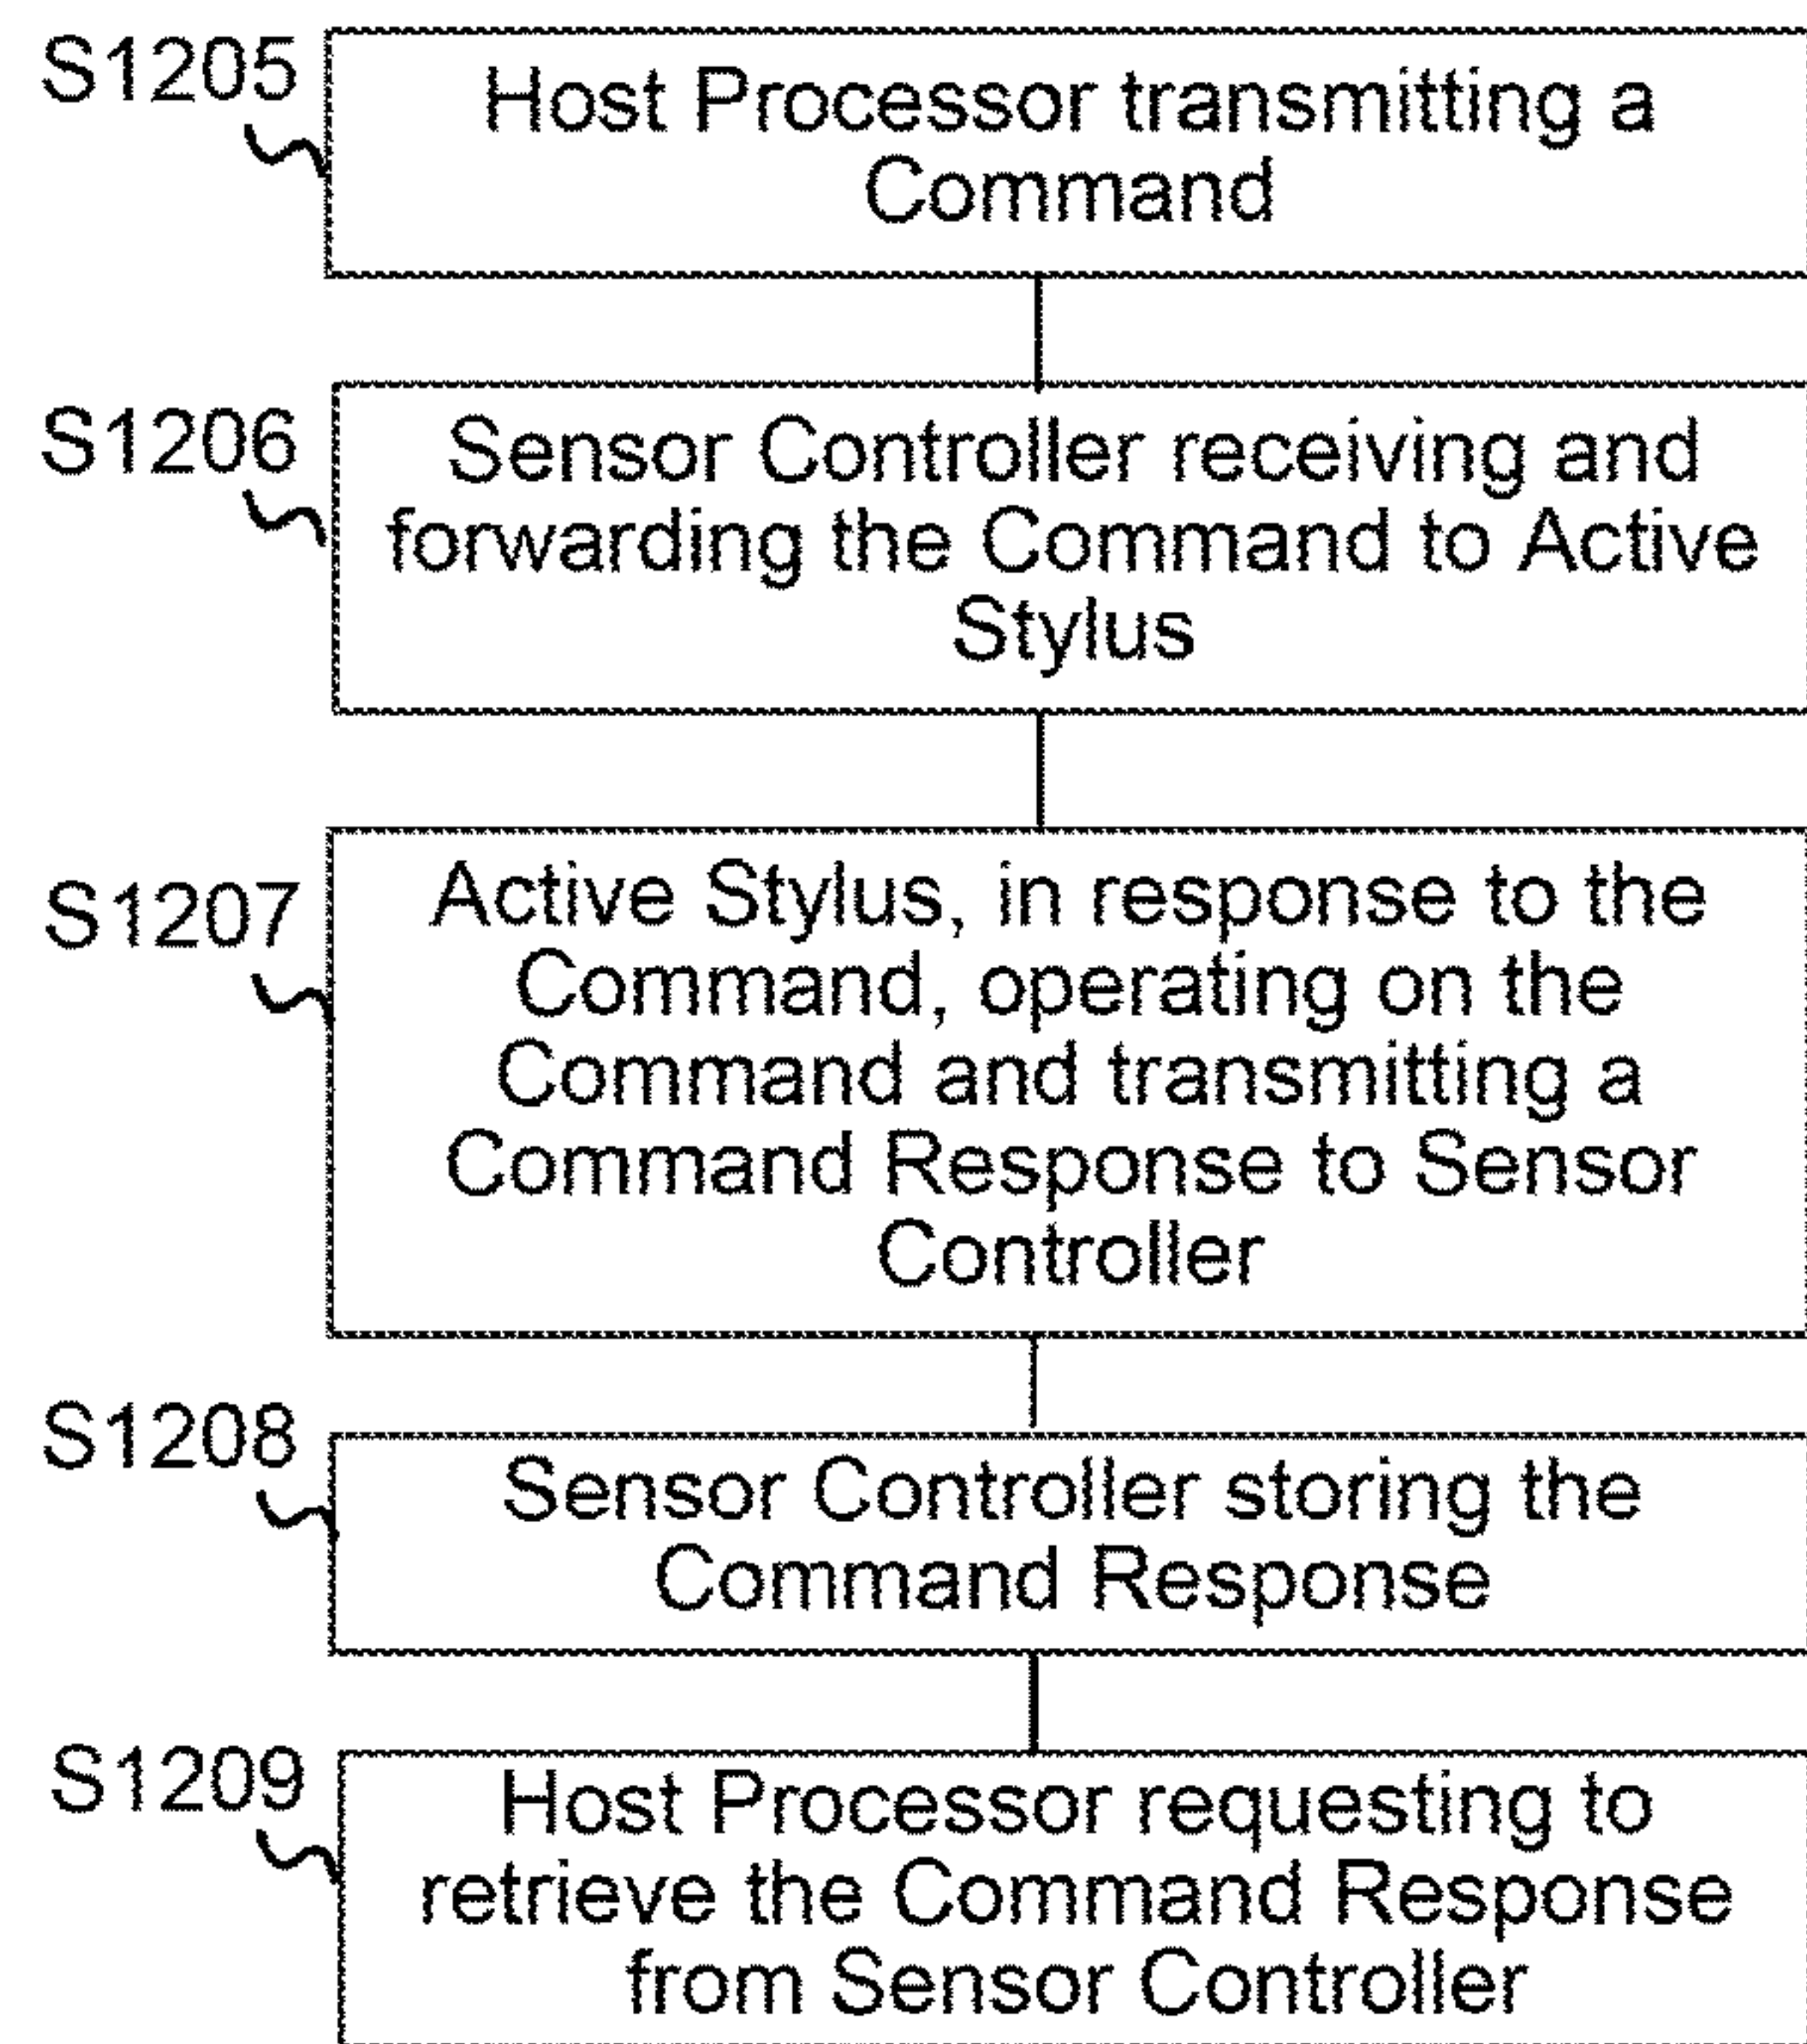 S1205
Host Processor transmitting a
Command
S1206
Sensor Controller receiving and
forwarding the Command to Active
Stylus
S1207
Active Stylus, in response to the
Command, operating on the
Command and transmitting a
Command Response to Sensor
Controller
S1208
Sensor Controller storing the
Command Response
S1209
Host Processor requesting to
retrieve the Command Response
from Sensor Controller